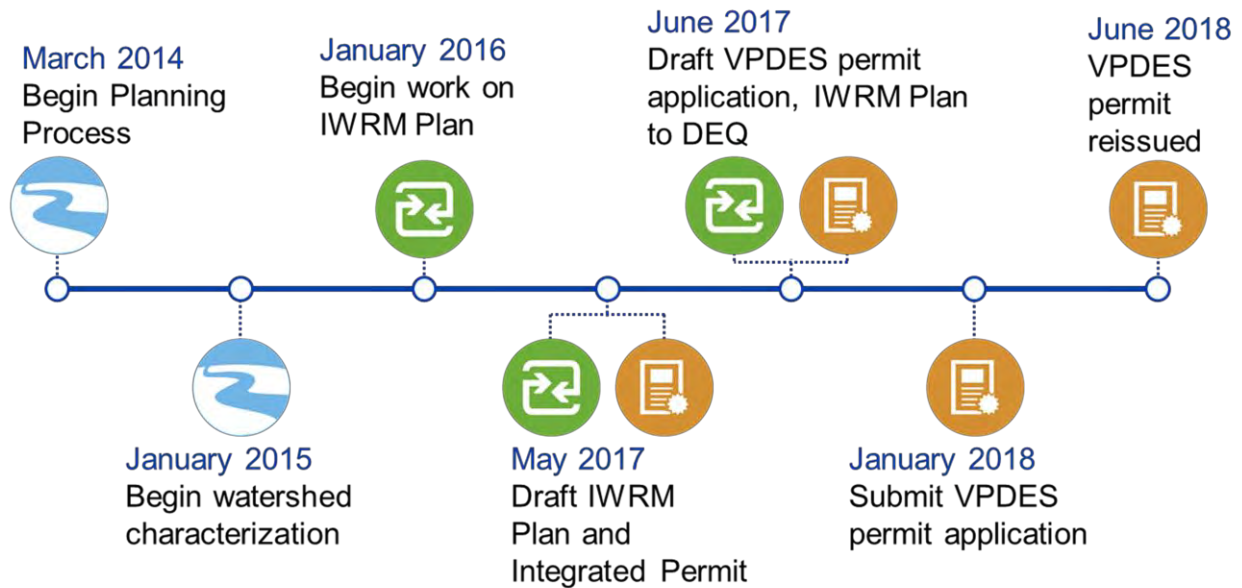 March 2014
Begin Planning
Process
January 2015
Begin watershed
characterization
January 2016
Begin work on
IWRM Plan
May 2017
Draft IWRM
Plan and
Integrated Permit
June 2017
Draft VPDES permit
application, IWRM Plan
to DEQ
January 2018
Submit VPDES
permit application
June 2018
VPDES
permit
reissued